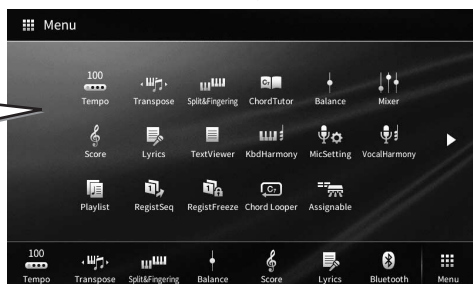 Menu
100
Tempo Transpose Split&Fingering ChordTutor Balance Mixer
Score Lyrics TextViewer KbdHarmony MicSetting VocalHarmony
Playlist RegistSeq RegistFreeze Chord Looper Assignable
100
Tempo Transpose Split&Fingering Balance Score Lyrics Bluetooth Menu